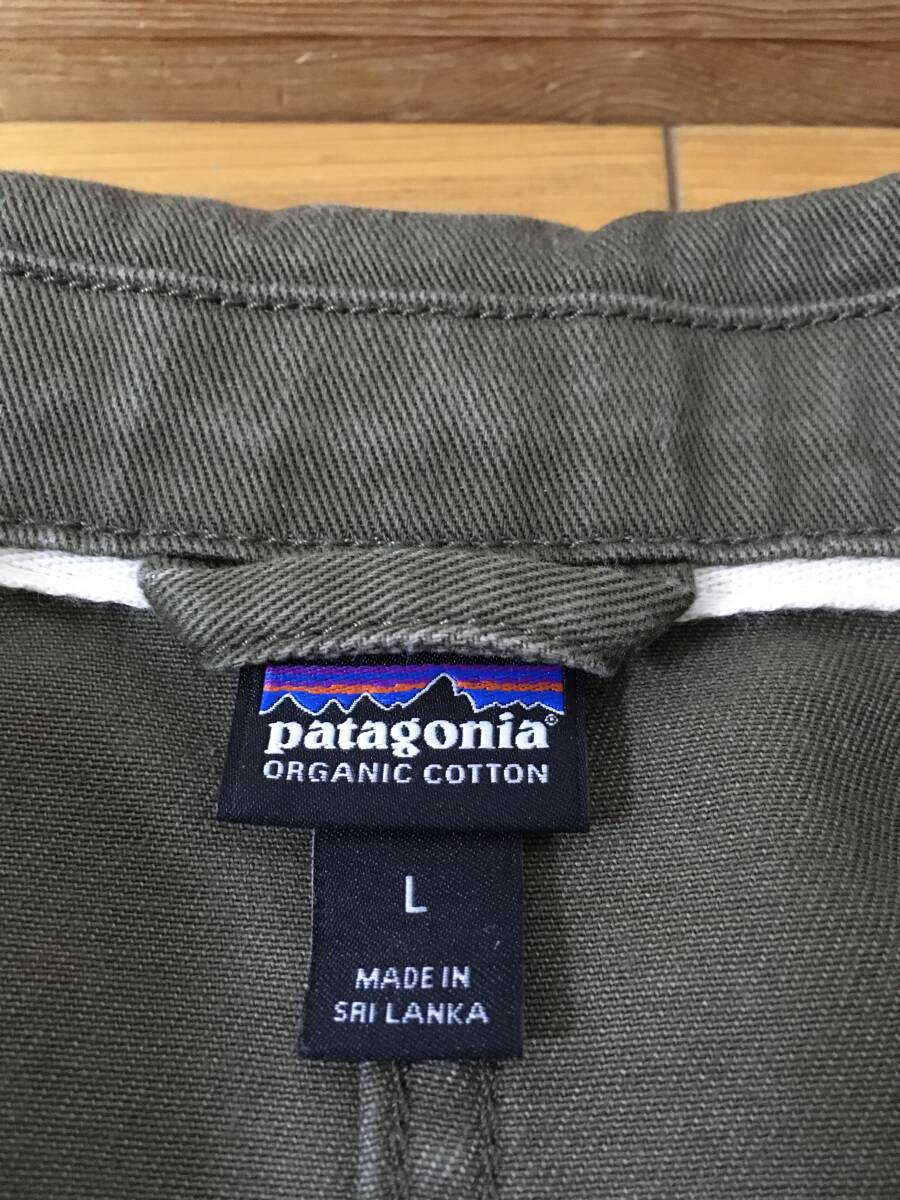 patagonia®
ORGANIC COTTON
L
MADE IN
SRI LANKA